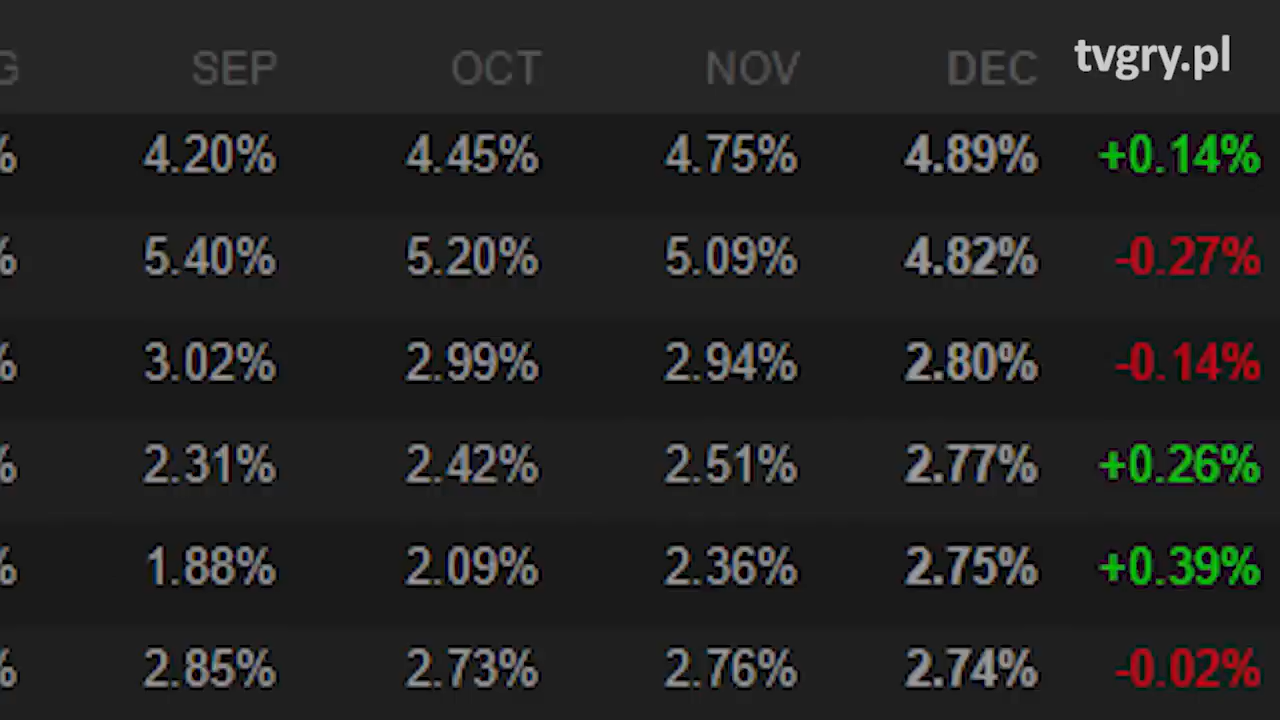 G SEP OCT NOV DEC tvgry.pl
% 4.20% 4.45% 4.75% 4.89% +0.14%
% 5.40% 5.20% 5.09% 4.82% -0.27%
% 3.02% 2.99% 2.94% 2.80% -0.14%
% 2.31% 2.42% 2.51% 2.77% +0.26%
% 1.88% 2.09% 2.36% 2.75% +0.39%
% 2.85% 2.73% 2.76% 2.74% -0.02%